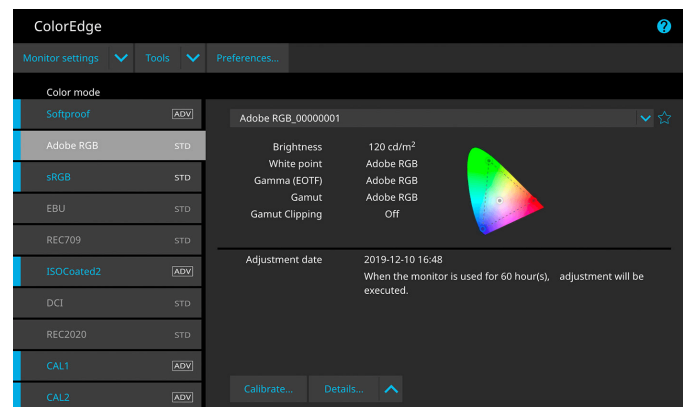 ColorEdge
Monitor settings Tools Preferences...
Color mode
Softproof ADV
Adobe RGB STD
sRGB STD
EBU STD
REC709 STD
ISOCoated2 ADV
DCI STD
REC2020 STD
CAL1 ADV
CAL2 ADV
Adobe RGB_00000001
Brightness 120 cd/m²
White point Adobe RGB
Gamma (EOTF) Adobe RGB
Gamut Adobe RGB
Gamut Clipping Off
Adjustment date 2019-12-10 16:48
When the monitor is used for 60 hour(s), adjustment will be
executed.
Calibrate... Details...